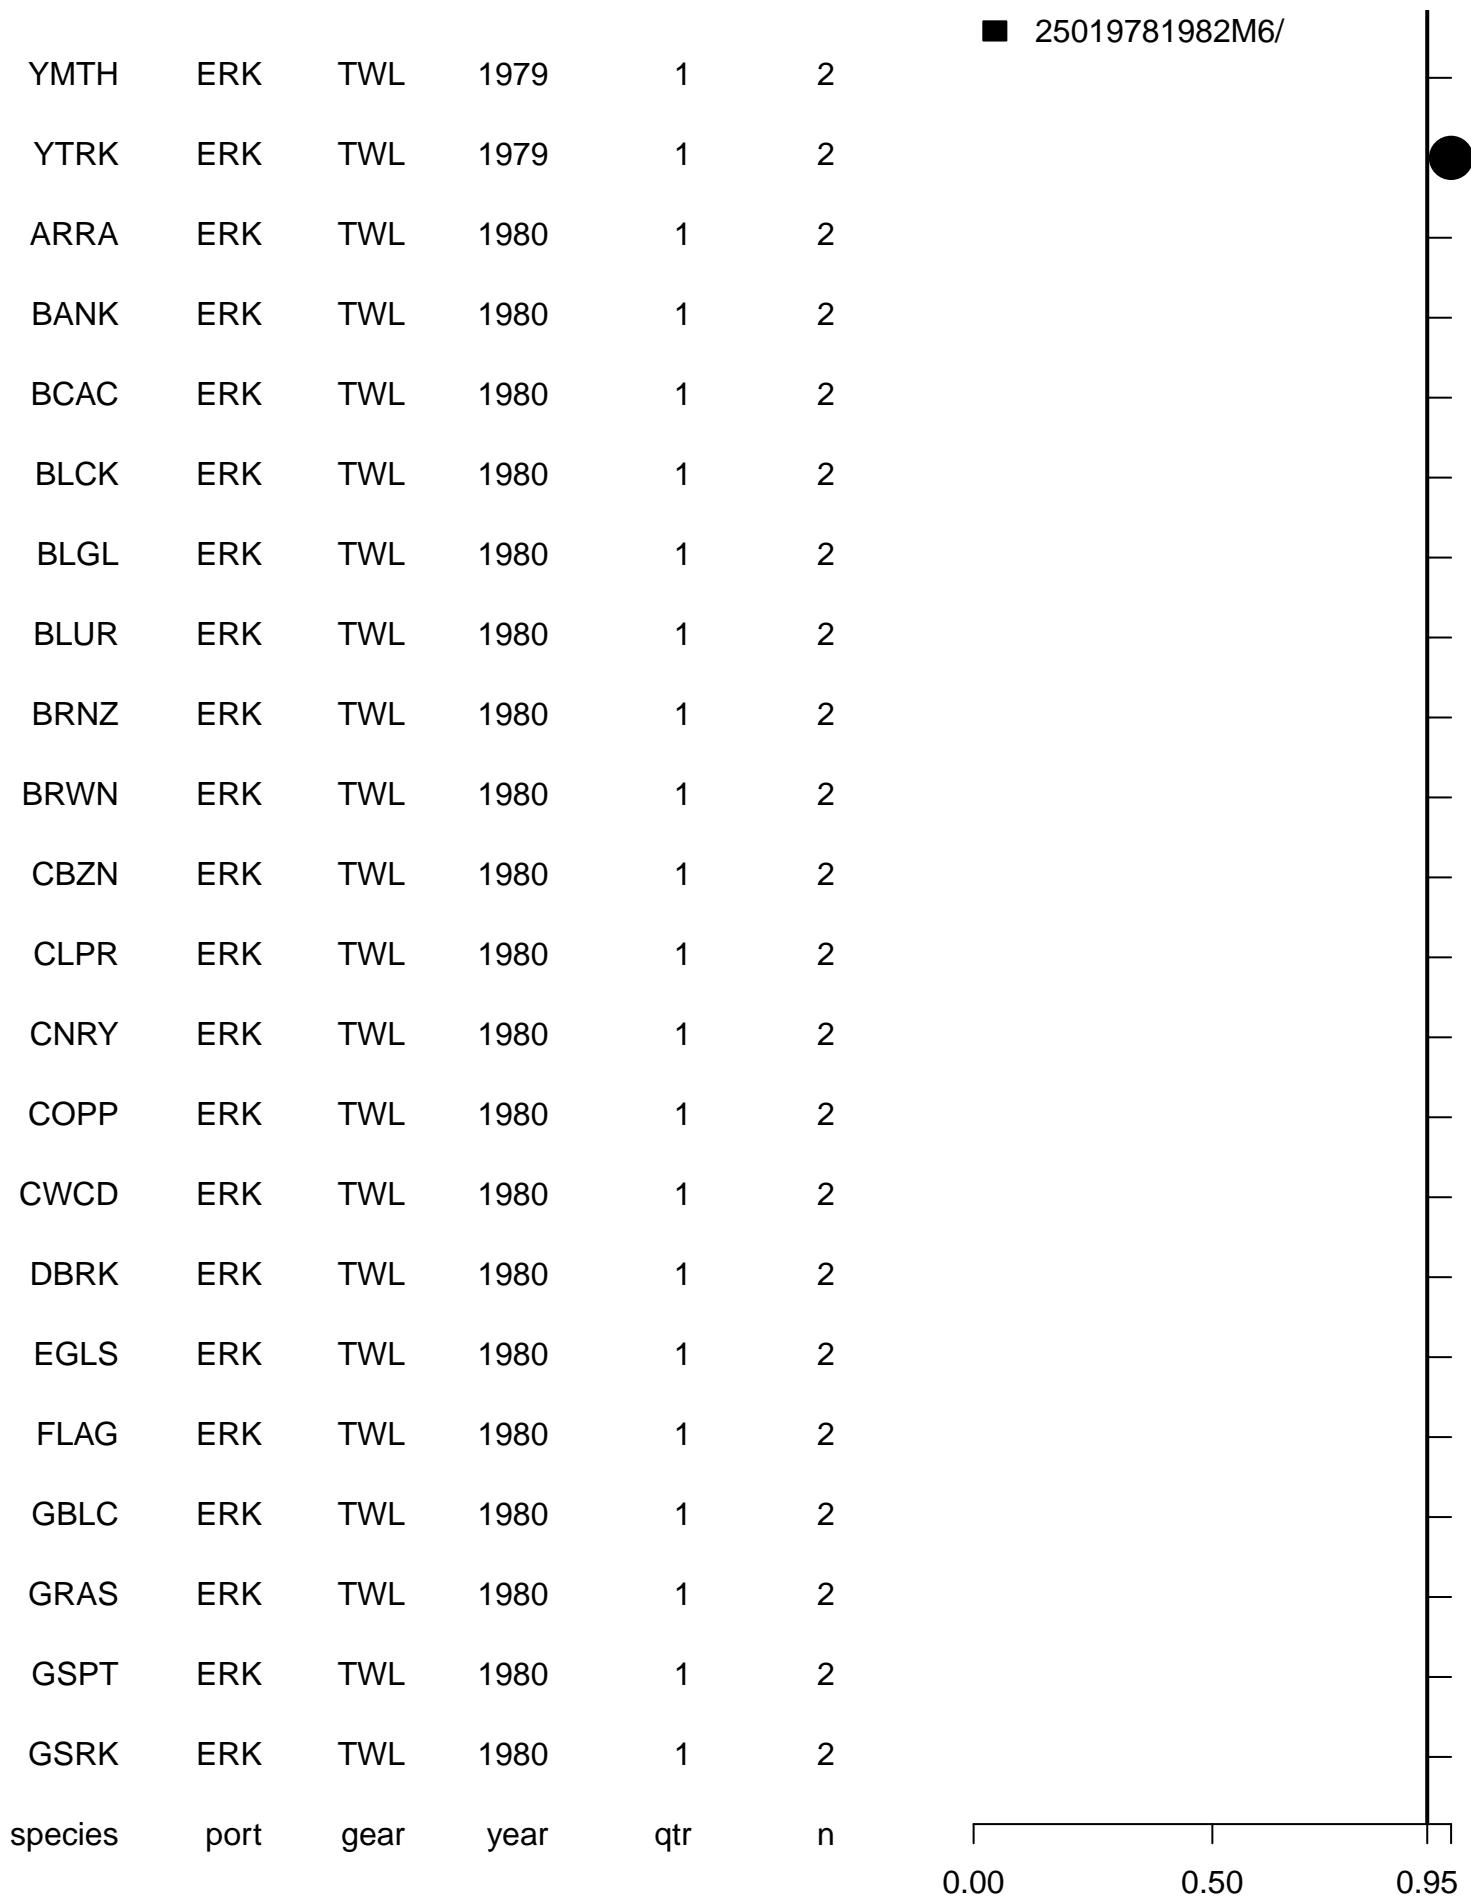 25019781982M6/
YMTH ERK TWL 1979 1 2
YTRK ERK TWL 1979 1 2
ARRA ERK TWL 1980 1 2
BANK ERK TWL 1980 1 2
BCAC ERK TWL 1980 1 2
BLCK ERK TWL 1980 1 2
BLGL ERK TWL 1980 1 2
BLUR ERK TWL 1980 1 2
BRNZ ERK TWL 1980 1 2
BRWN ERK TWL 1980 1 2
CBZN ERK TWL 1980 1 2
CLPR ERK TWL 1980 1 2
CNRY ERK TWL 1980 1 2
COPP ERK TWL 1980 1 2
CWCD ERK TWL 1980 1 2
DBRK ERK TWL 1980 1 2
EGLS ERK TWL 1980 1 2
FLAG ERK TWL 1980 1 2
GBLC ERK TWL 1980 1 2
GRAS ERK TWL 1980 1 2
GSPT ERK TWL 1980 1 2
GSRK ERK TWL 1980 1 2
species port gear year qtr n
0.00 0.50 0.95